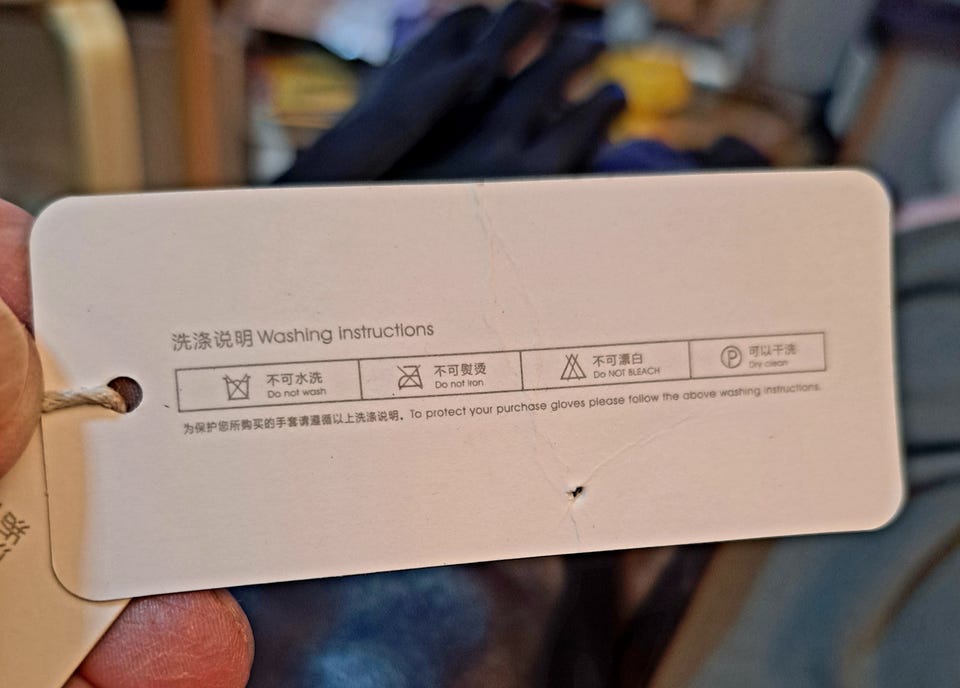 洗涤说明 Washing instructions
不可水洗 不可熨烫 不可漂白 可以干洗
Do not wash Do not iron Do NOT BLEACH Ⓟ Dry clean
为保护您所购买的手套请遵循以上洗涤说明。To protect your purchase gloves please follow the above washing instructions.